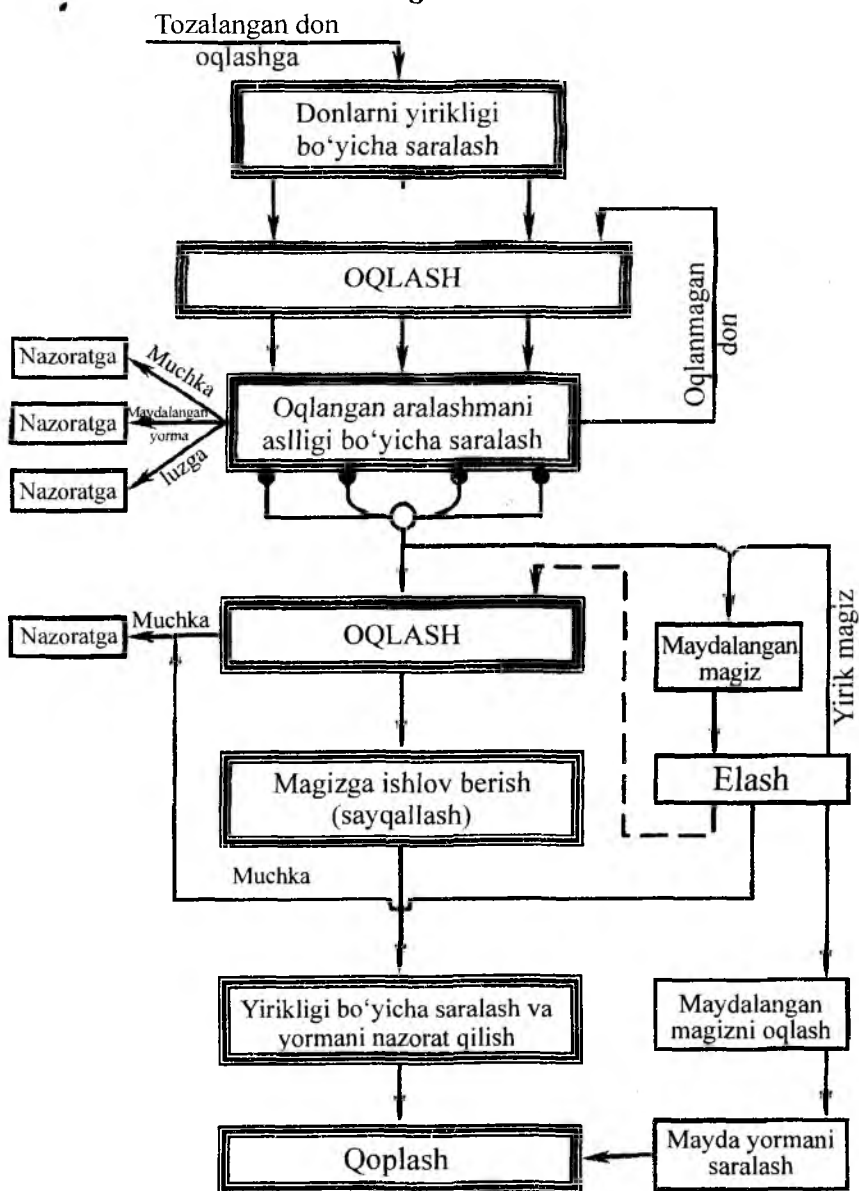 Tozalangan don
oqlashga
Donlarni yirikligi
bo‘yicha saralash
OQLASH
Oqlanmagan
don
Nazoratga
Muchka
Nazoratga
Maydalangan
yorma
Nazoratga
luzga
Oqlangan aralashmani
aslligi bo‘yicha saralash
Nazoratga
Muchka
OQLASH
Maydalangan
magiz
Yirik magiz
Magizga ishlov berish
(sayqallash)
Elash
Muchka
Yirikligi bo‘yicha saralash va
yormani nazorat qilish
Maydalangan
magizni oqlash
Qoplash
Mayda yormani
saralash